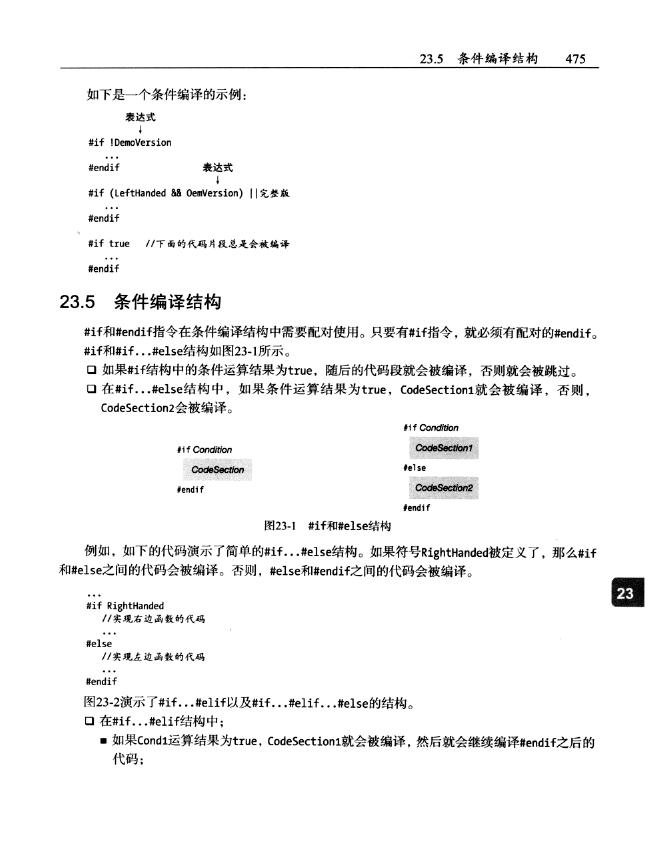 23.5 条件编译结构 475
如下是一个条件编译的示例：
表达式
↓
#if !DemoVersion
...
#endif 表达式
↓
#if (LeftHanded && OemVersion) ||完整版
...
#endif
#if true //下面的代码片段总是会被编译
...
#endif
23.5 条件编译结构
#if和#endif指令在条件编译结构中需要配对使用。只要有#if指令，就必须有配对的#endif。
#if和#if...#else结构如图23-1所示。
❑ 如果#if结构中的条件运算结果为true，随后的代码段就会被编译，否则就会被跳过。
❑ 在#if...#else结构中，如果条件运算结果为true，CodeSection1就会被编译，否则，
CodeSection2会被编译。
#if Condition
CodeSection
#endif
#if Condition
CodeSection1
#else
CodeSection2
#endif
图23-1 #if和#else结构
例如，如下的代码演示了简单的#if...#else结构。如果符号RightHanded被定义了，那么#if
和#else之间的代码会被编译。否则，#else和#endif之间的代码会被编译。
23
...
#if RightHanded
//实现右边函数的代码
...
#else
//实现左边函数的代码
...
#endif
图23-2演示了#if...#elif以及#if...#elif...#else的结构。
❑ 在#if...#elif结构中；
■ 如果Cond1运算结果为true，CodeSection1就会被编译，然后就会继续编译#endif之后的
代码；